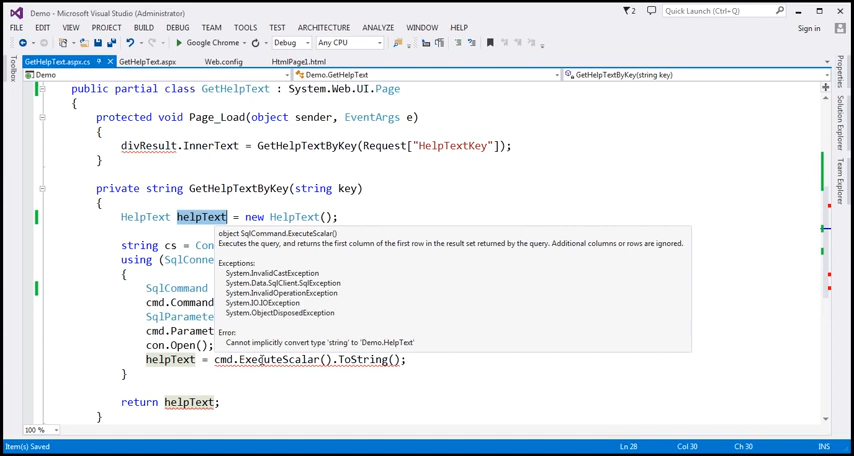 Demo - Microsoft Visual Studio (Administrator)
2
Quick Launch (Ctrl+Q)
FILE EDIT VIEW PROJECT BUILD DEBUG TEAM TOOLS TEST ARCHITECTURE ANALYZE WINDOW HELP
Sign in
Google Chrome Debug Any CPU
GetHelpText.aspx.cs GetHelpText.aspx Web.config HtmlPage1.html
Demo Demo.GetHelpText GetHelpTextByKey(string key)
Toolbox
Properties
Solution Explorer
Team Explorer
public partial class GetHelpText : System.Web.UI.Page
{
protected void Page_Load(object sender, EventArgs e)
{
divResult.InnerText = GetHelpTextByKey(Request["HelpTextKey"]);
}
private string GetHelpTextByKey(string key)
{
HelpText helpText = new HelpText();
object SqlCommand.ExecuteScalar()
Executes the query, and returns the first column of the first row in the result set returned by the query. Additional columns or rows are ignored.
Exceptions:
System.InvalidCastException
System.Data.SqlClient.SqlException
System.InvalidOperationException
System.IO.IOException
System.ObjectDisposedException
Error:
Cannot implicitly convert type 'string' to 'Demo.HelpText'
string cs = Con
using (SqlConne
{
SqlCommand
cmd.Command
SqlParamete
cmd.Paramet
con.Open();
helpText = cmd.ExecuteScalar().ToString();
}
return helpText;
}
100 %
Item(s) Saved Ln 28 Col 30 Ch 30 INS